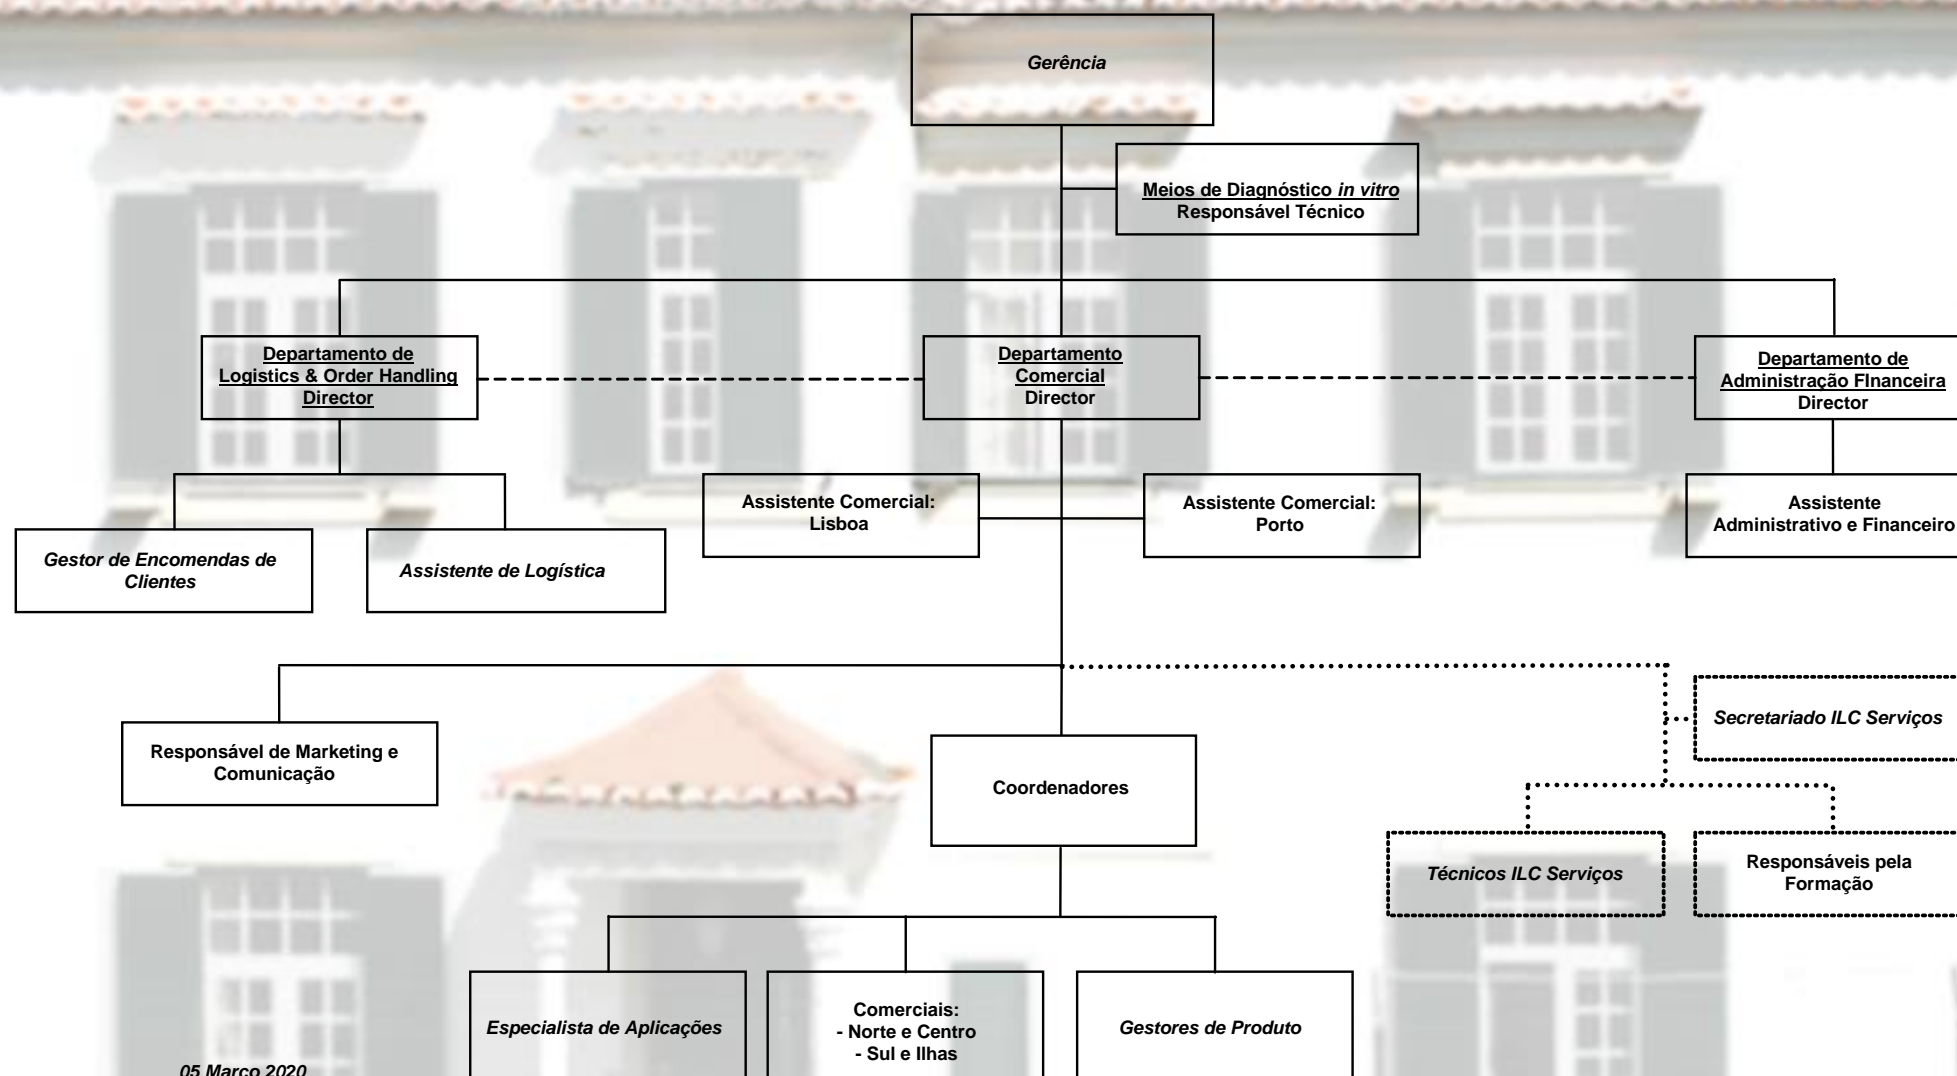 Gerência
Meios de Diagnóstico in vitro
Responsável Técnico
Departamento de
Logistics & Order Handling
Director
Departamento
Comercial
Director
Departamento de
Administração FInanceira
Director
Assistente Comercial:
Lisboa
Assistente Comercial:
Porto
Assistente
Administrativo e Financeiro
Gestor de Encomendas de
Clientes
Assistente de Logística
Secretariado ILC Serviços
Responsável de Marketing e
Comunicação
Coordenadores
Técnicos ILC Serviços
Responsáveis pela
Formação
Especialista de Aplicações
Comerciais:
- Norte e Centro
- Sul e Ilhas
Gestores de Produto
05 Março 2020